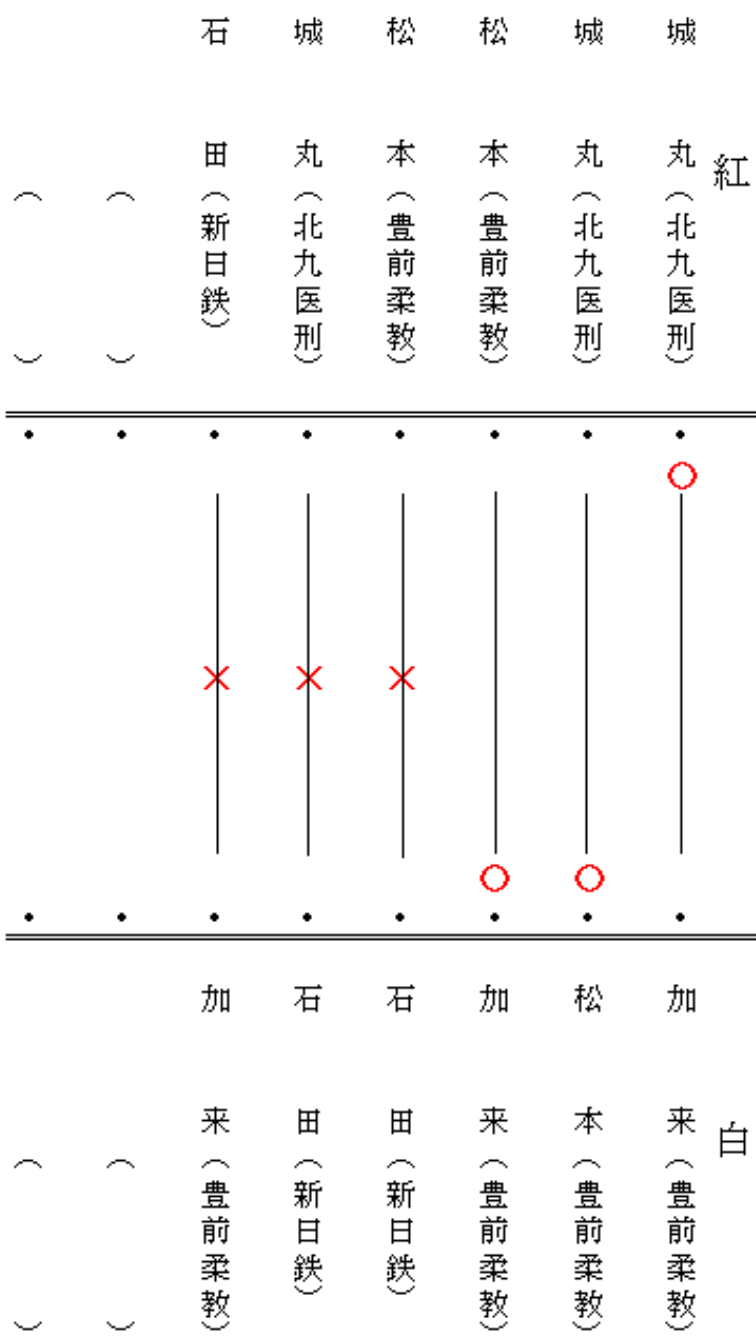 紅
城丸（北九医刑）
城丸（北九医刑）
松本（豊前柔教）
松本（豊前柔教）
城丸（北九医刑）
石田（新日鉄）
（　　）
（　　）
白
加来（豊前柔教）
松本（豊前柔教）
加来（豊前柔教）
石田（新日鉄）
石田（新日鉄）
加来（豊前柔教）
（　　）
（　　）